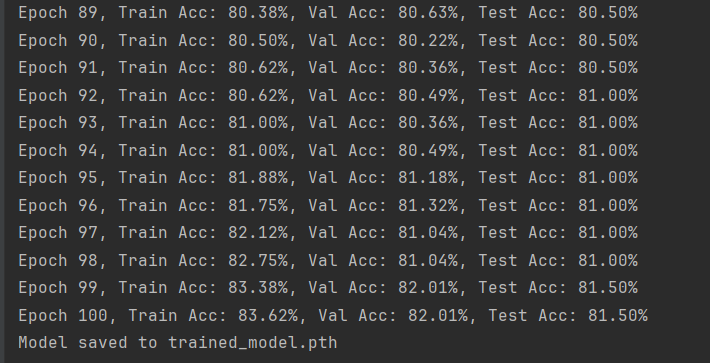 Epoch 89, Train Acc: 80.38%, Val Acc: 80.63%, Test Acc: 80.50%
Epoch 90, Train Acc: 80.50%, Val Acc: 80.22%, Test Acc: 80.50%
Epoch 91, Train Acc: 80.62%, Val Acc: 80.36%, Test Acc: 80.50%
Epoch 92, Train Acc: 80.62%, Val Acc: 80.49%, Test Acc: 81.00%
Epoch 93, Train Acc: 81.00%, Val Acc: 80.36%, Test Acc: 81.00%
Epoch 94, Train Acc: 81.00%, Val Acc: 80.49%, Test Acc: 81.00%
Epoch 95, Train Acc: 81.88%, Val Acc: 81.18%, Test Acc: 81.00%
Epoch 96, Train Acc: 81.75%, Val Acc: 81.32%, Test Acc: 81.00%
Epoch 97, Train Acc: 82.12%, Val Acc: 81.04%, Test Acc: 81.00%
Epoch 98, Train Acc: 82.75%, Val Acc: 81.04%, Test Acc: 81.00%
Epoch 99, Train Acc: 83.38%, Val Acc: 82.01%, Test Acc: 81.50%
Epoch 100, Train Acc: 83.62%, Val Acc: 82.01%, Test Acc: 81.50%
Model saved to trained_model.pth